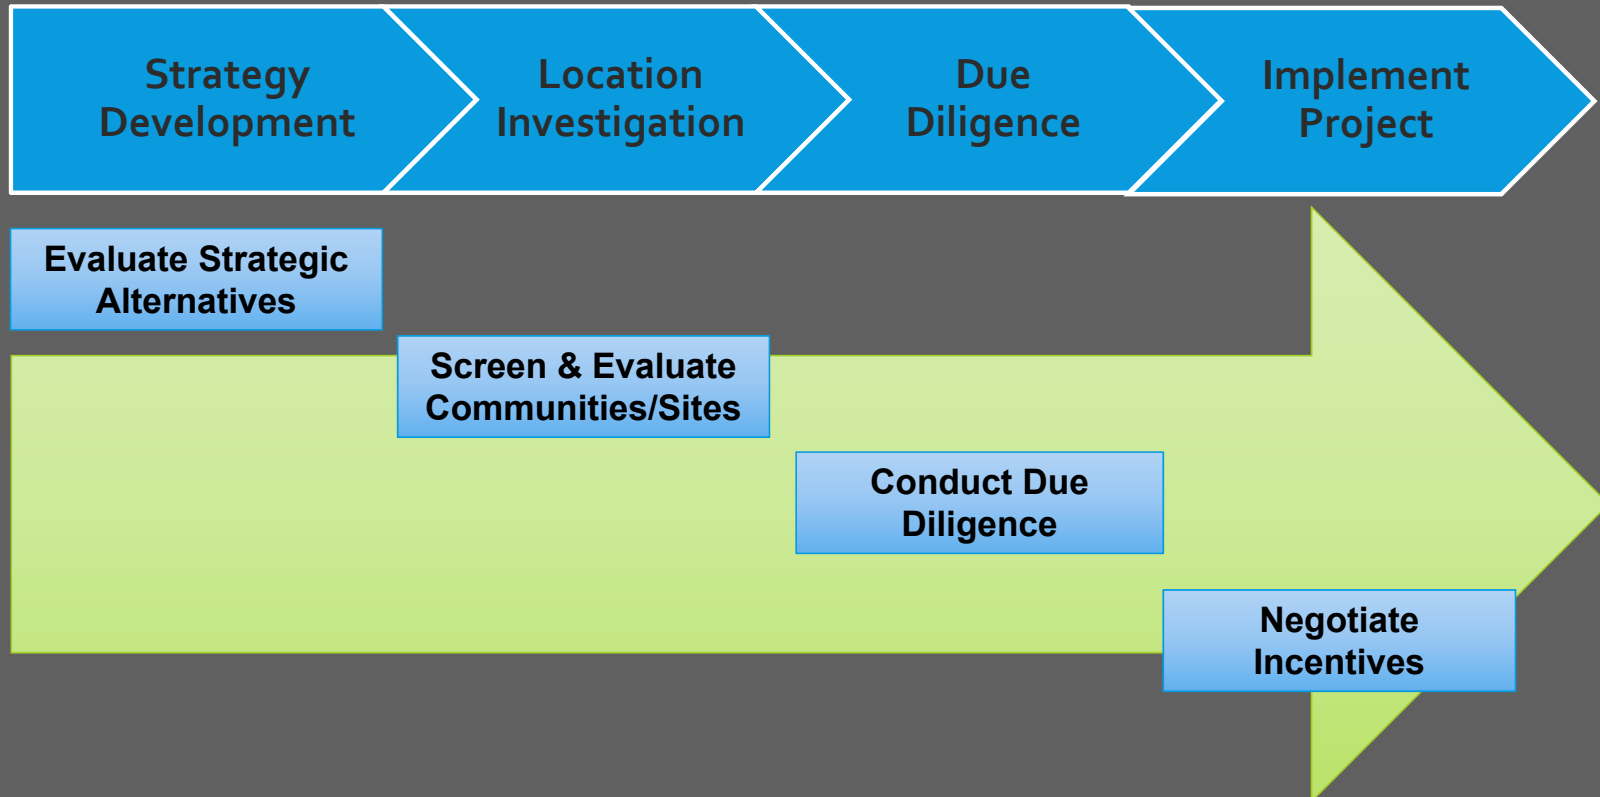 Strategy
Development
Location
Investigation
Due
Diligence
Implement
Project
Evaluate Strategic
Alternatives
Screen & Evaluate
Communities/Sites
Conduct Due
Diligence
Negotiate
Incentives